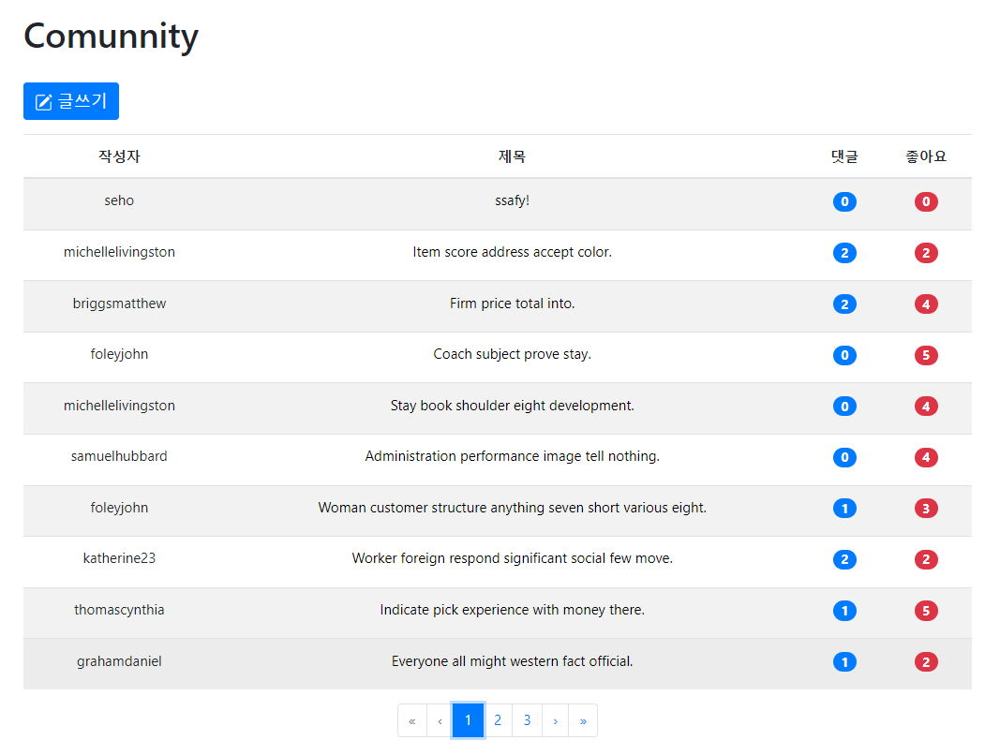 Comunnity
글쓰기
작성자 제목 댓글 좋아요
seho ssafy! 0 0
michellelivingston Item score address accept color. 2 2
briggsmatthew Firm price total into. 2 4
foleyjohn Coach subject prove stay. 0 5
michellelivingston Stay book shoulder eight development. 0 4
samuelhubbard Administration performance image tell nothing. 0 4
foleyjohn Woman customer structure anything seven short various eight. 1 3
katherine23 Worker foreign respond significant social few move. 2 2
thomascynthia Indicate pick experience with money there. 1 5
grahamdaniel Everyone all might western fact official. 1 2
« ‹ 1 2 3 › »